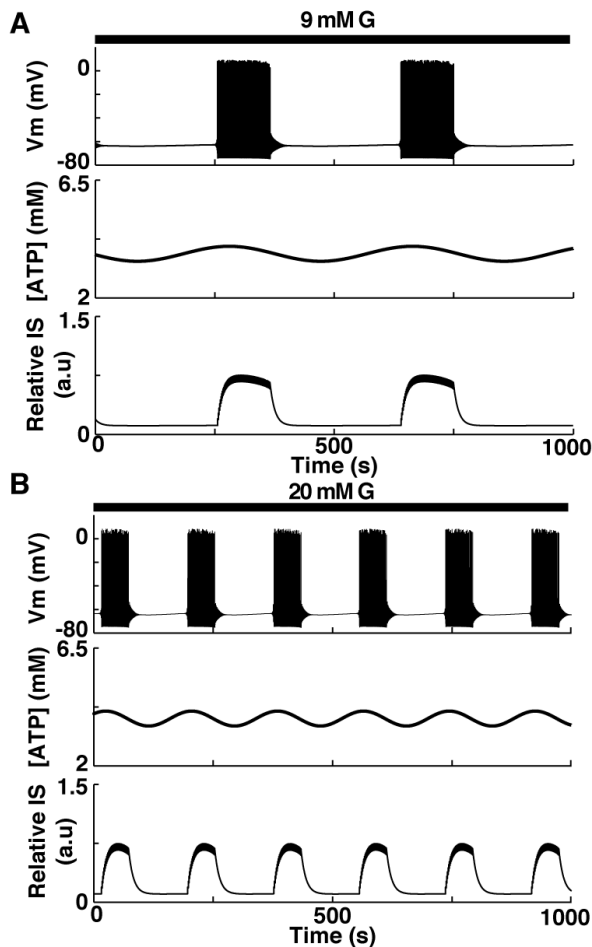 A
9 mM G
Vm (mV)
0
-80
[ATP] (mM)
6.5
2
Relative IS
(a.u)
1.5
0
0
500
1000
Time (s)
B
20 mM G
Vm (mV)
0
-80
[ATP] (mM)
6.5
2
Relative IS
(a.u)
1.5
0
0
500
1000
Time (s)